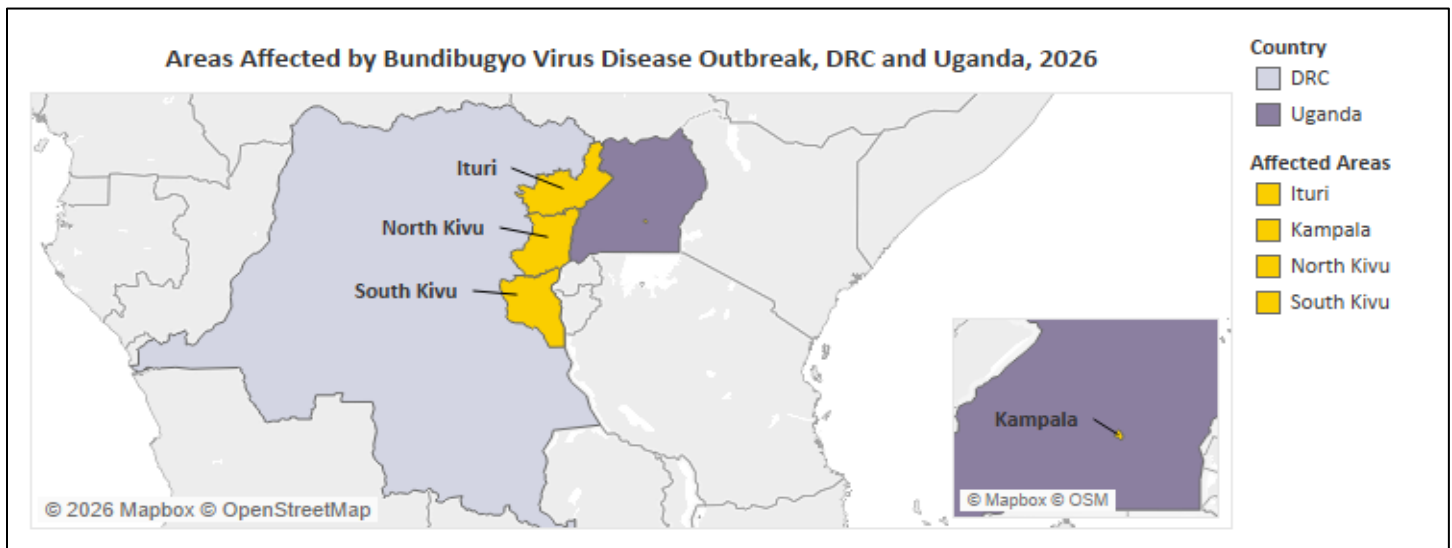 Areas Affected by Bundibugyo Virus Disease Outbreak, DRC and Uganda, 2026
Country
DRC
Uganda
Affected Areas
Ituri
Kampala
North Kivu
South Kivu
Ituri
North Kivu
South Kivu
Kampala
© 2026 Mapbox © OpenStreetMap
© Mapbox © OSM